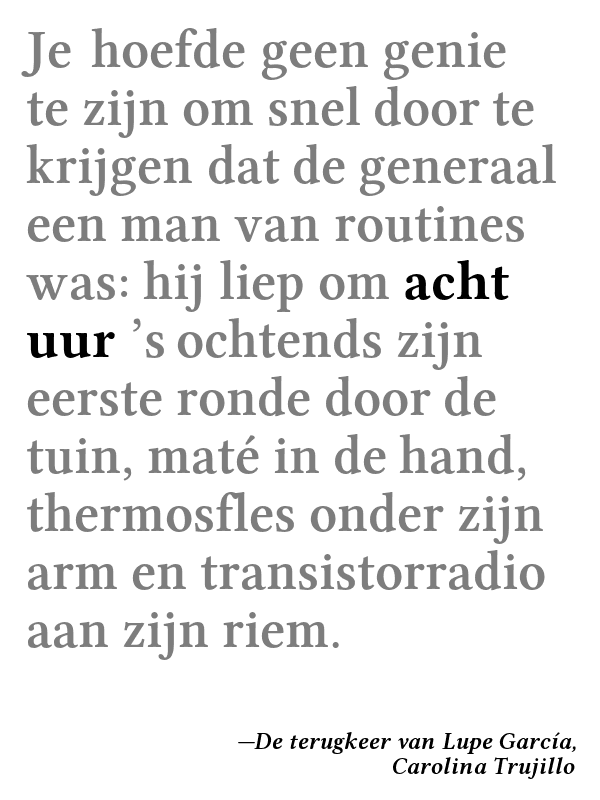 Je hoefde geen genie
te zijn om snel door te
krijgen dat de generaal
een man van routines
was: hij liep om acht
uur ’s ochtends zijn
eerste ronde door de
tuin, maté in de hand,
thermosfles onder zijn
arm en transistorradio
aan zijn riem.
—De terugkeer van Lupe García,
Carolina Trujillo